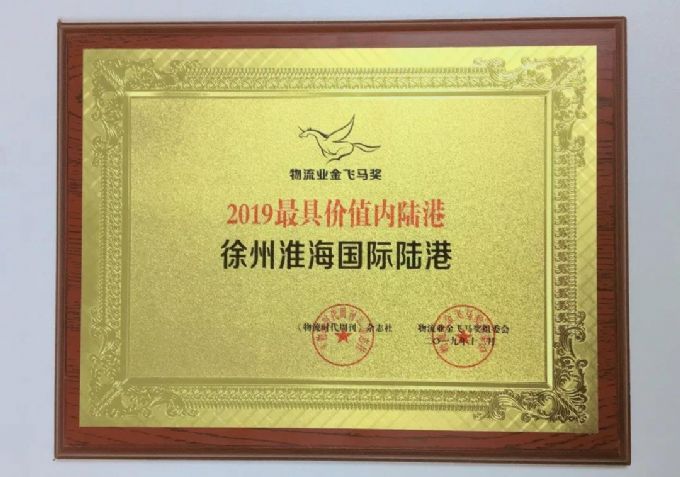 物流业金飞马奖
2019最具价值内陆港
徐州淮海国际陆港
《物流时代周刊》杂志社
物流业金飞马奖组委会